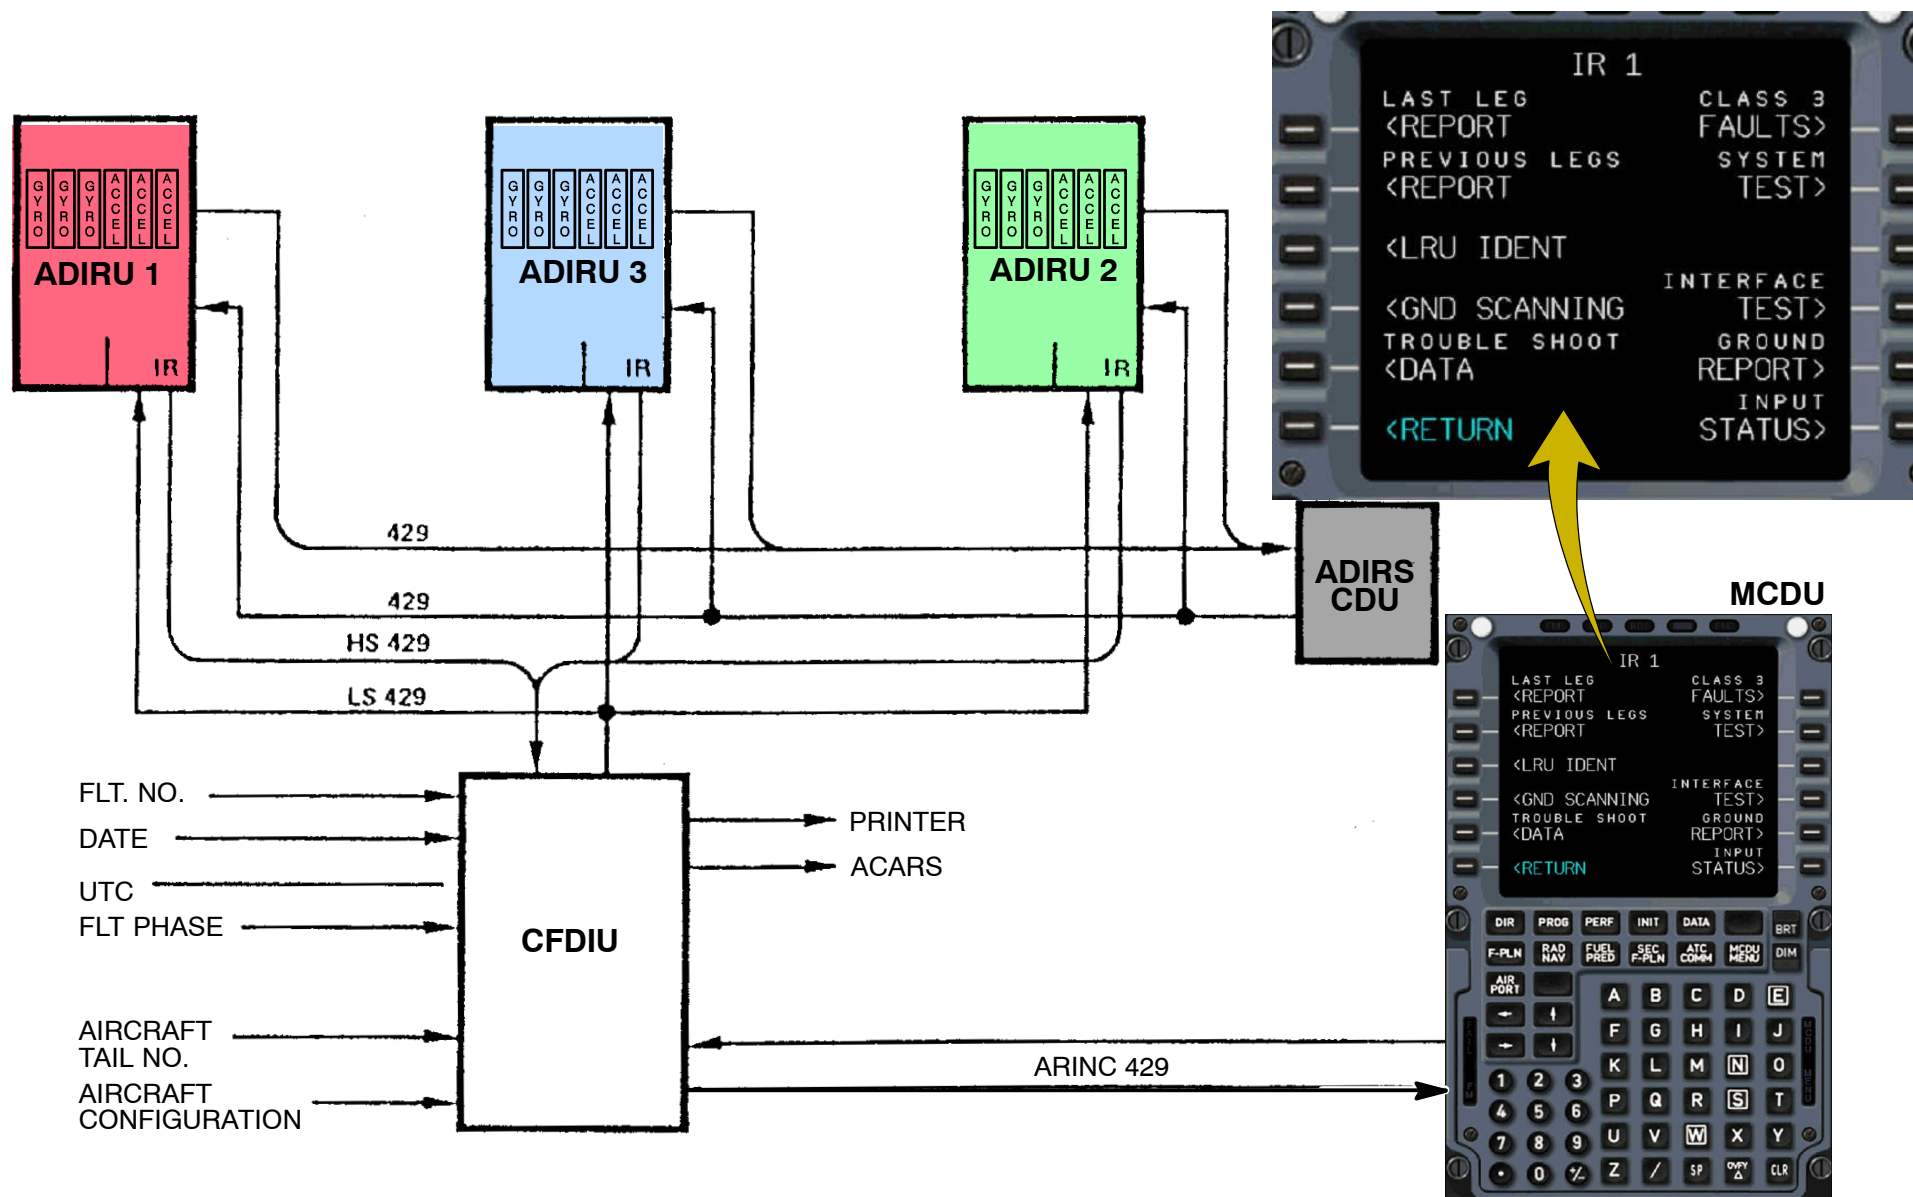 IR 1
LAST LEG CLASS 3
<REPORT FAULTS>
PREVIOUS LEGS SYSTEM
<REPORT TEST>
<LRU IDENT
INTERFACE
<GND SCANNING TEST>
TROUBLE SHOOT GROUND
<DATA REPORT>
INPUT
<RETURN STATUS>
GYRO GYRO GYRO ACCEL ACCEL ACCEL
ADIRU 1
IR
GYRO GYRO GYRO ACCEL ACCEL ACCEL
ADIRU 3
IR
GYRO GYRO GYRO ACCEL ACCEL ACCEL
ADIRU 2
IR
429
429
HS 429
LS 429
ADIRS
CDU
MCDU
FLT. NO.
DATE
UTC
FLT PHASE
AIRCRAFT
TAIL NO.
AIRCRAFT
CONFIGURATION
CFDIU
PRINTER
ACARS
ARINC 429
IR 1
LAST LEG CLASS 3
<REPORT FAULTS>
PREVIOUS LEGS SYSTEM
<REPORT TEST>
<LRU IDENT
INTERFACE
<GND SCANNING TEST>
TROUBLE SHOOT GROUND
<DATA REPORT>
INPUT
<RETURN STATUS>
DIR PROG PERF INIT DATA BRT
F-PLN RAD NAV FUEL PRED SEC F-PLN ATC COMM MCDU MENU DIM
AIR PORT
A B C D E
F G H I J
K L M N O
1 2 3 P Q R S T
4 5 6 U V W X Y
7 8 9 Z / SP OVFY Δ CLR
. 0 +/-
MCDU MENU